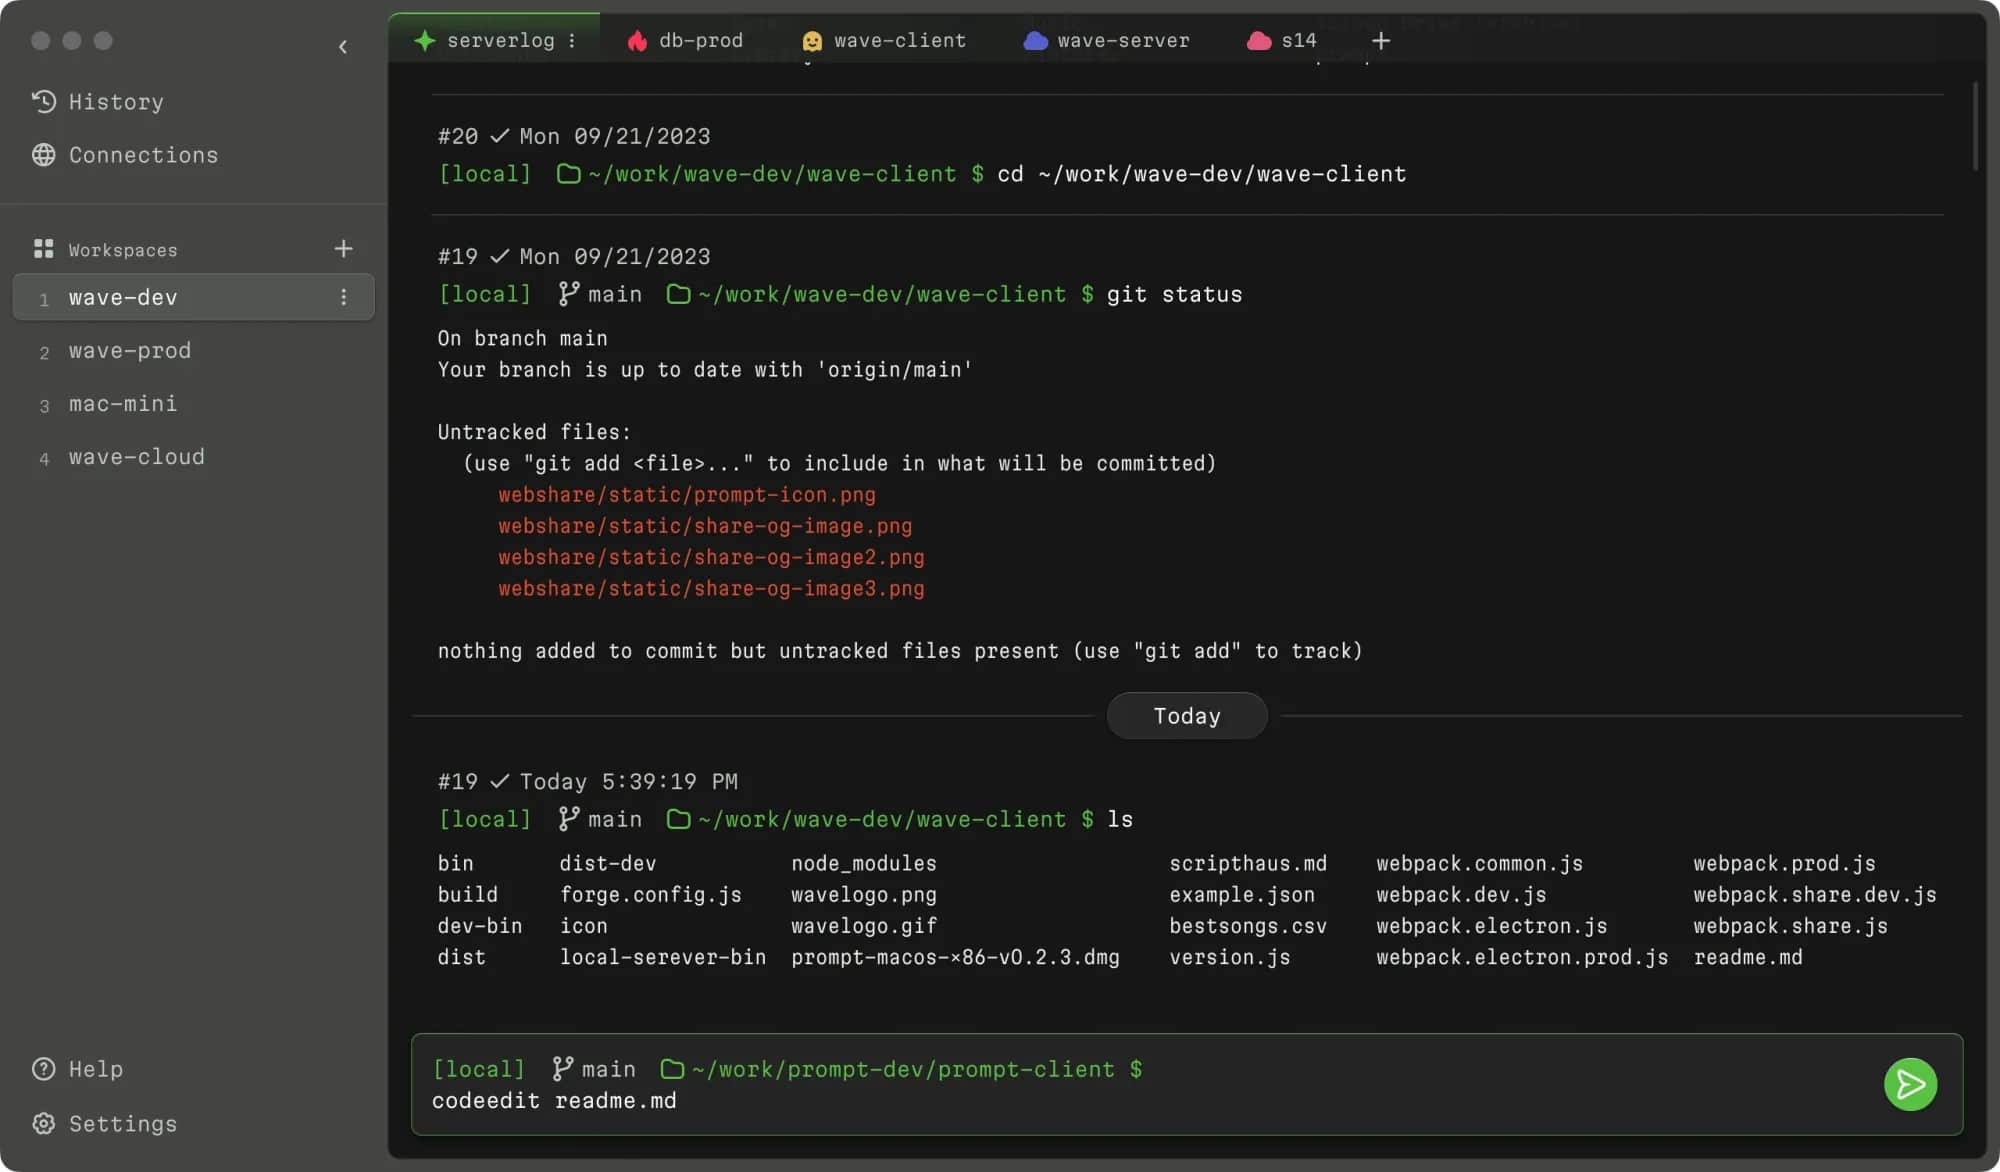 serverlog db-prod wave-client wave-server s14
History
Connections
Workspaces
1 wave-dev
2 wave-prod
3 mac-mini
4 wave-cloud
Help
Settings
#20 ✓ Mon 09/21/2023
[local] ~/work/wave-dev/wave-client $ cd ~/work/wave-dev/wave-client
#19 ✓ Mon 09/21/2023
[local] main ~/work/wave-dev/wave-client $ git status
On branch main
Your branch is up to date with 'origin/main'
Untracked files:
(use "git add <file>..." to include in what will be committed)
webshare/static/prompt-icon.png
webshare/static/share-og-image.png
webshare/static/share-og-image2.png
webshare/static/share-og-image3.png
nothing added to commit but untracked files present (use "git add" to track)
Today
#19 ✓ Today 5:39:19 PM
[local] main ~/work/wave-dev/wave-client $ ls
bin dist-dev node_modules scripthaus.md webpack.common.js webpack.prod.js
build forge.config.js wavelogo.png example.json webpack.dev.js webpack.share.dev.js
dev-bin icon wavelogo.gif bestsongs.csv webpack.electron.js webpack.share.js
dist local-serever-bin prompt-macos-×86-v0.2.3.dmg version.js webpack.electron.prod.js readme.md
[local] main ~/work/prompt-dev/prompt-client $
codeedit readme.md